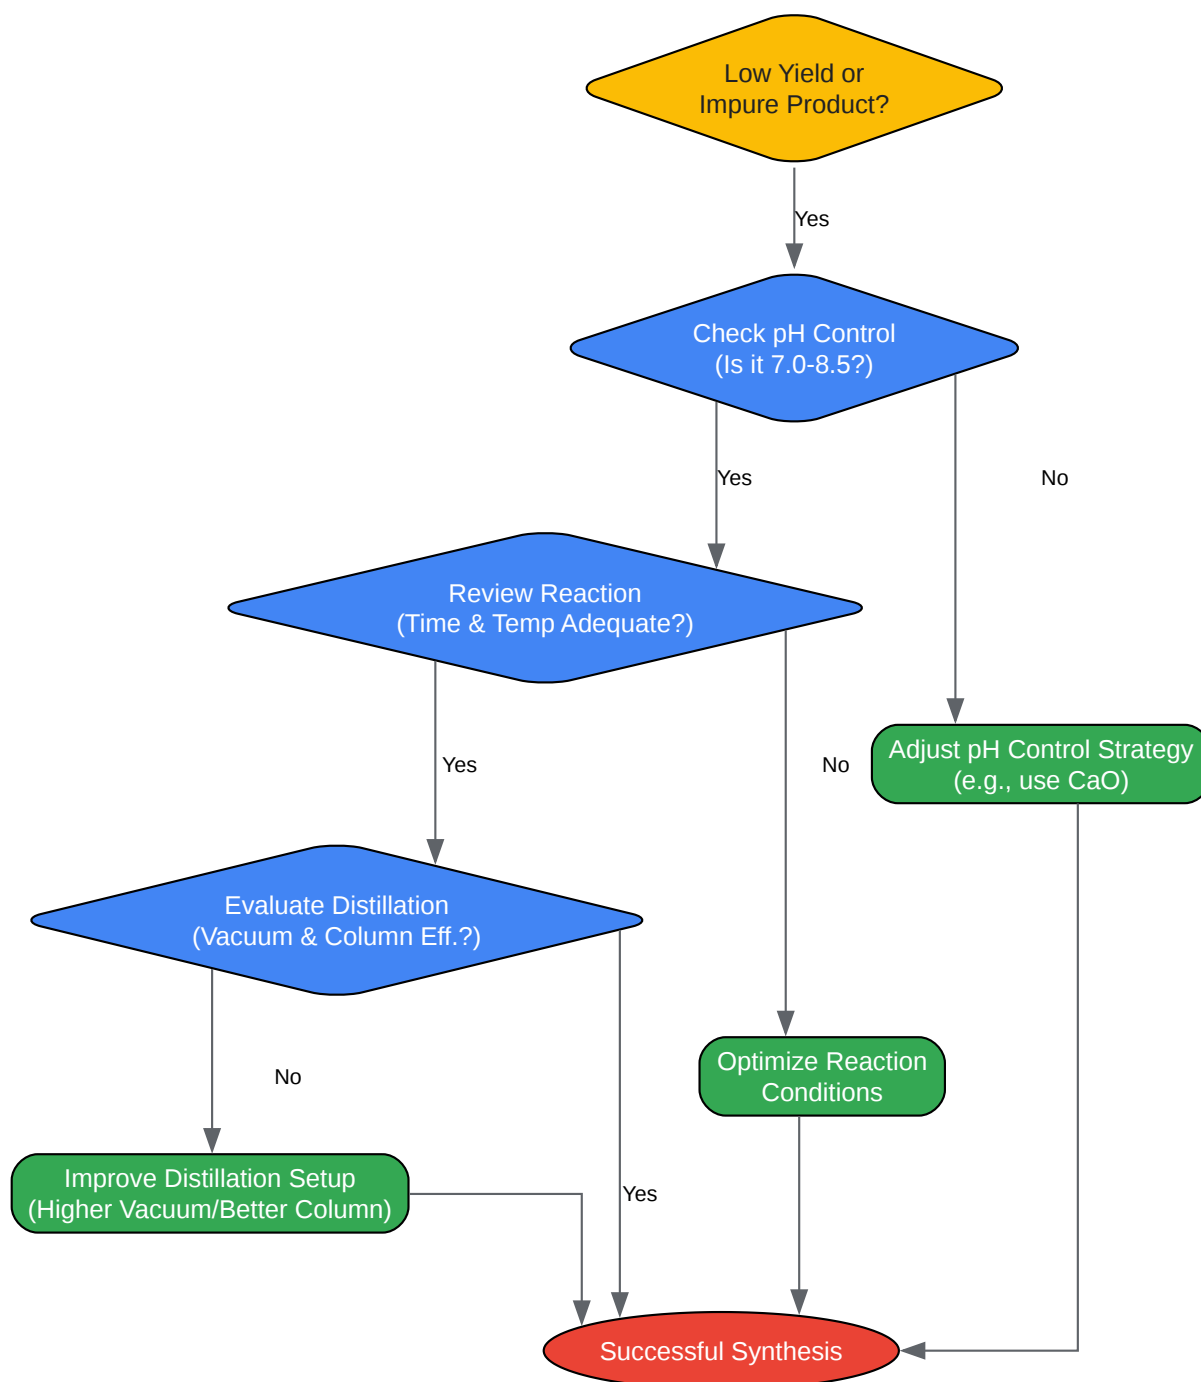 Low Yield or
Impure Product?
Yes
Check pH Control
(Is it 7.0-8.5?)
Yes
No
Review Reaction
(Time & Temp Adequate?)
Yes
No
Adjust pH Control Strategy
(e.g., use CaO)
Evaluate Distillation
(Vacuum & Column Eff.?)
No
Optimize Reaction
Conditions
Improve Distillation Setup
(Higher Vacuum/Better Column)
Yes
Successful Synthesis